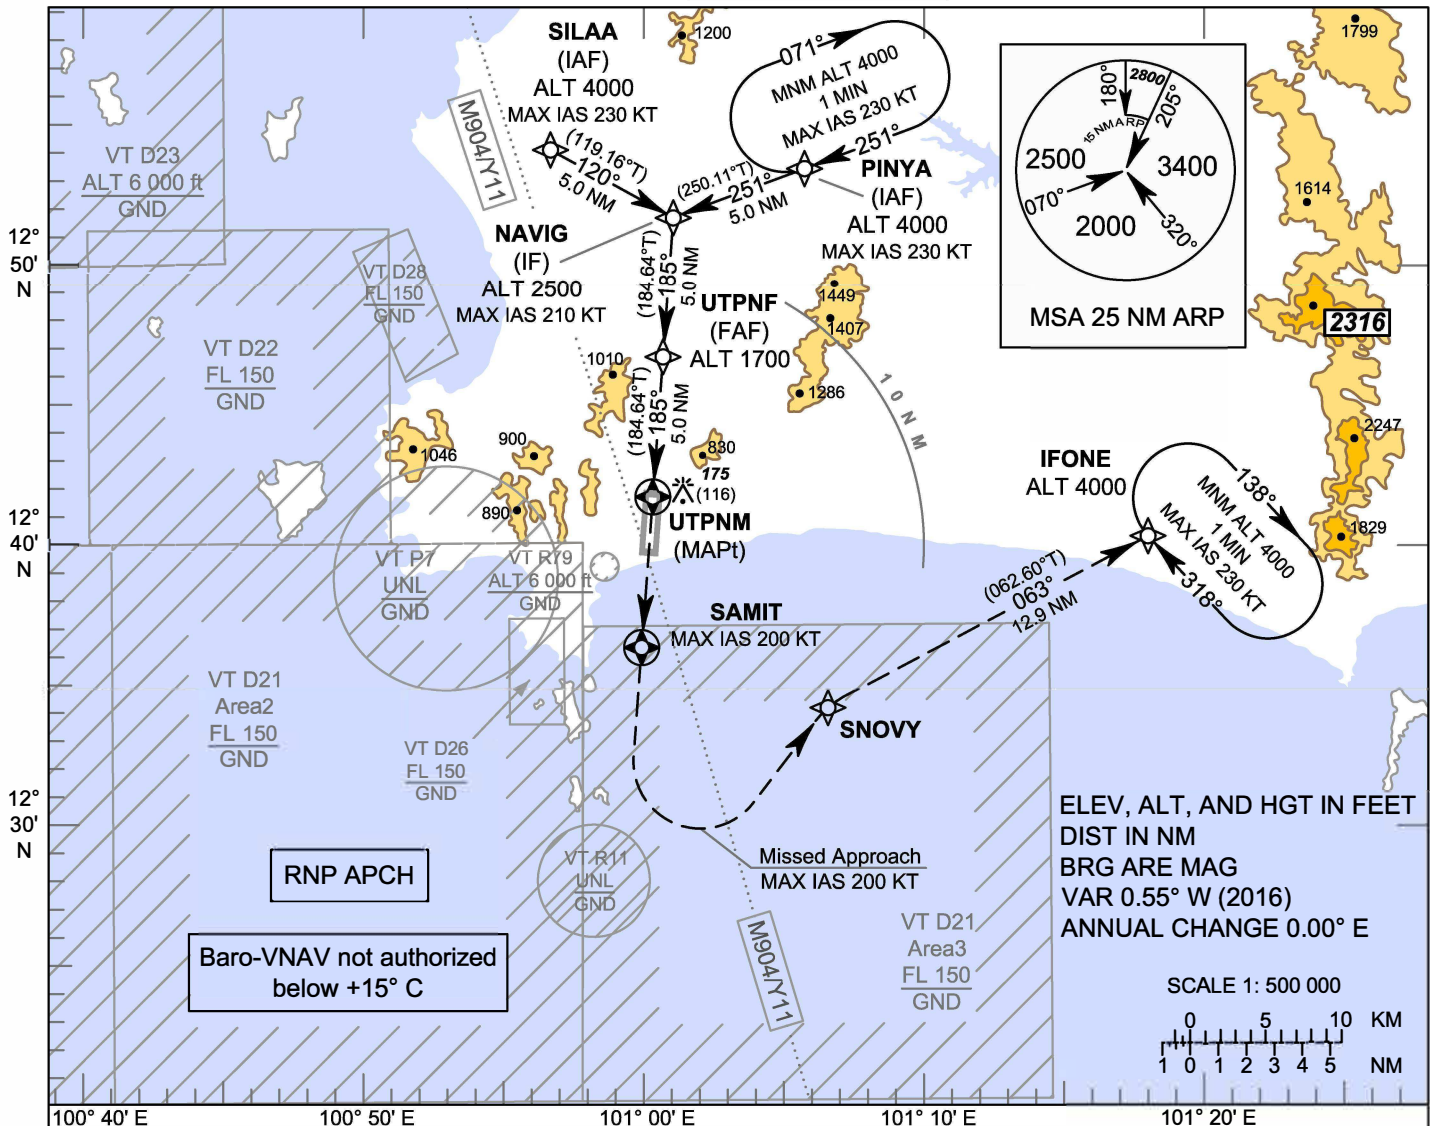 SILAA
(IAF)
ALT 4000
MAX IAS 230 KT
1200
071°
MNM ALT 4000
1 MIN
MAX IAS 230 KT
251°
PINYA
(IAF)
ALT 4000
MAX IAS 230 KT
M904/Y11
(119.16°T)
120°
5.0 NM
(250.11°T)
251°
5.0 NM
NAVIG
(IF)
ALT 2500
MAX IAS 210 KT
(184.64°T)
185°
5.0 NM
UTPNF
(FAF)
ALT 1700
(184.64°T)
185°
5.0 NM
180°
2800
205°
15 NM ARP
2500
3400
070°
2000
320°
MSA 25 NM ARP
1799
1614
2316
2247
1829
VT D23
ALT 6 000 ft
GND
12°
50'
N
VT D28
FL 150
GND
VT D22
FL 150
GND
1449
1407
1286
10 NM
1010
1046
900
890
830
175
(116)
UTPNM
(MAPt)
IFONE
ALT 4000
138°
MNM ALT 4000
1 MIN
MAX IAS 230 KT
318°
12°
40'
N
VT P7
UNL
GND
VT R79
ALT 6 000 ft
GND
(062.60°T)
063°
12.9 NM
SAMIT
MAX IAS 200 KT
SNOVY
VT D21
Area2
FL 150
GND
VT D26
FL 150
GND
12°
30'
N
RNP APCH
Baro-VNAV not authorized
below +15° C
VT R11
UNL
GND
Missed Approach
MAX IAS 200 KT
M904/Y11
VT D21
Area3
FL 150
GND
ELEV, ALT, AND HGT IN FEET
DIST IN NM
BRG ARE MAG
VAR 0.55° W (2016)
ANNUAL CHANGE 0.00° E
SCALE 1: 500 000
0 5 10 KM
1 0 1 2 3 4 5 NM
100° 40' E
100° 50' E
101° 00' E
101° 10' E
101° 20' E